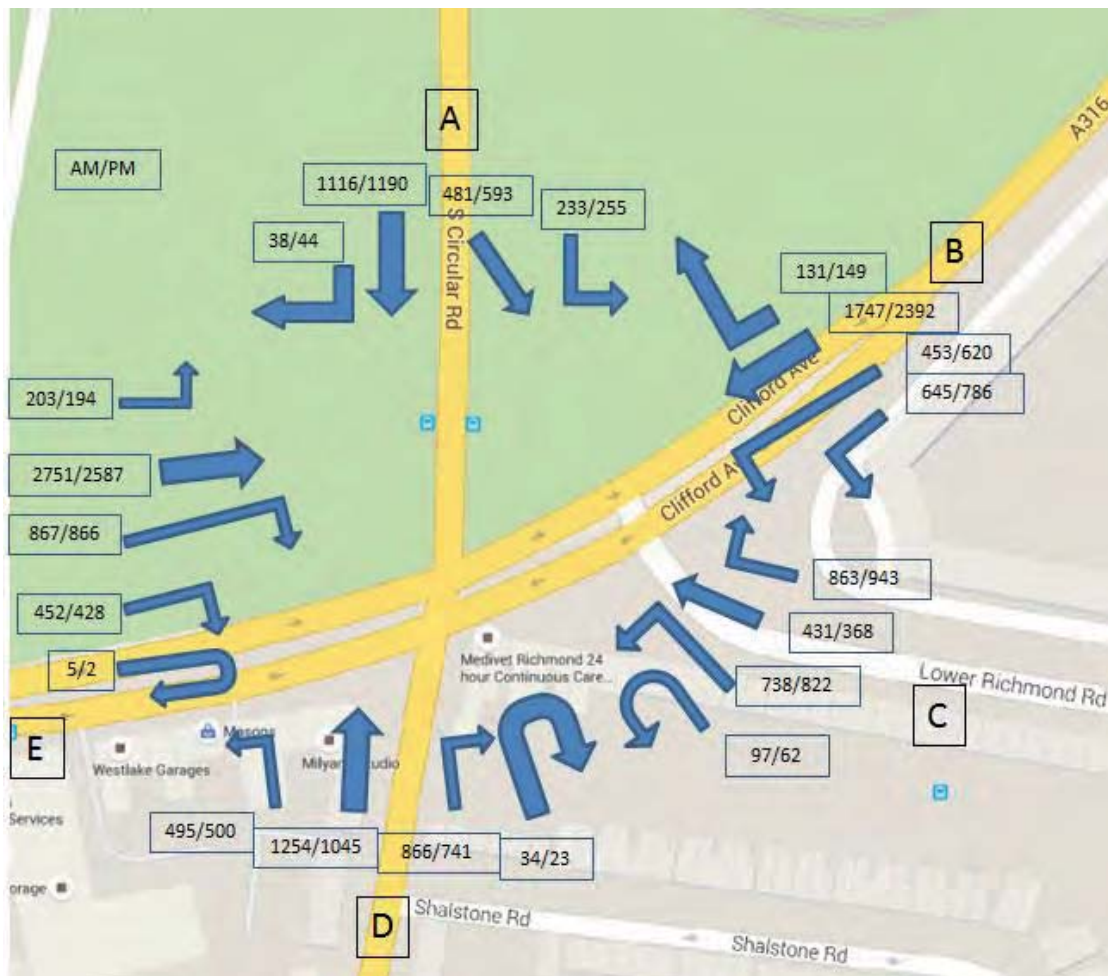 A
A316
AM/PM
1116/1190
481/593
233/255
38/44
S Circular Rd
B
131/149
1747/2392
453/620
645/786
203/194
Clifford Ave
2751/2587
Clifford A
867/866
863/943
452/428
431/368
5/2
Medivet Richmond 24
hour Continuous Care...
738/822
Lower Richmond Rd
C
E
Masons
97/62
Westlake Garages
Services
495/500
1254/1045
866/741
34/23
D
Shalstone Rd
Shalstone Rd